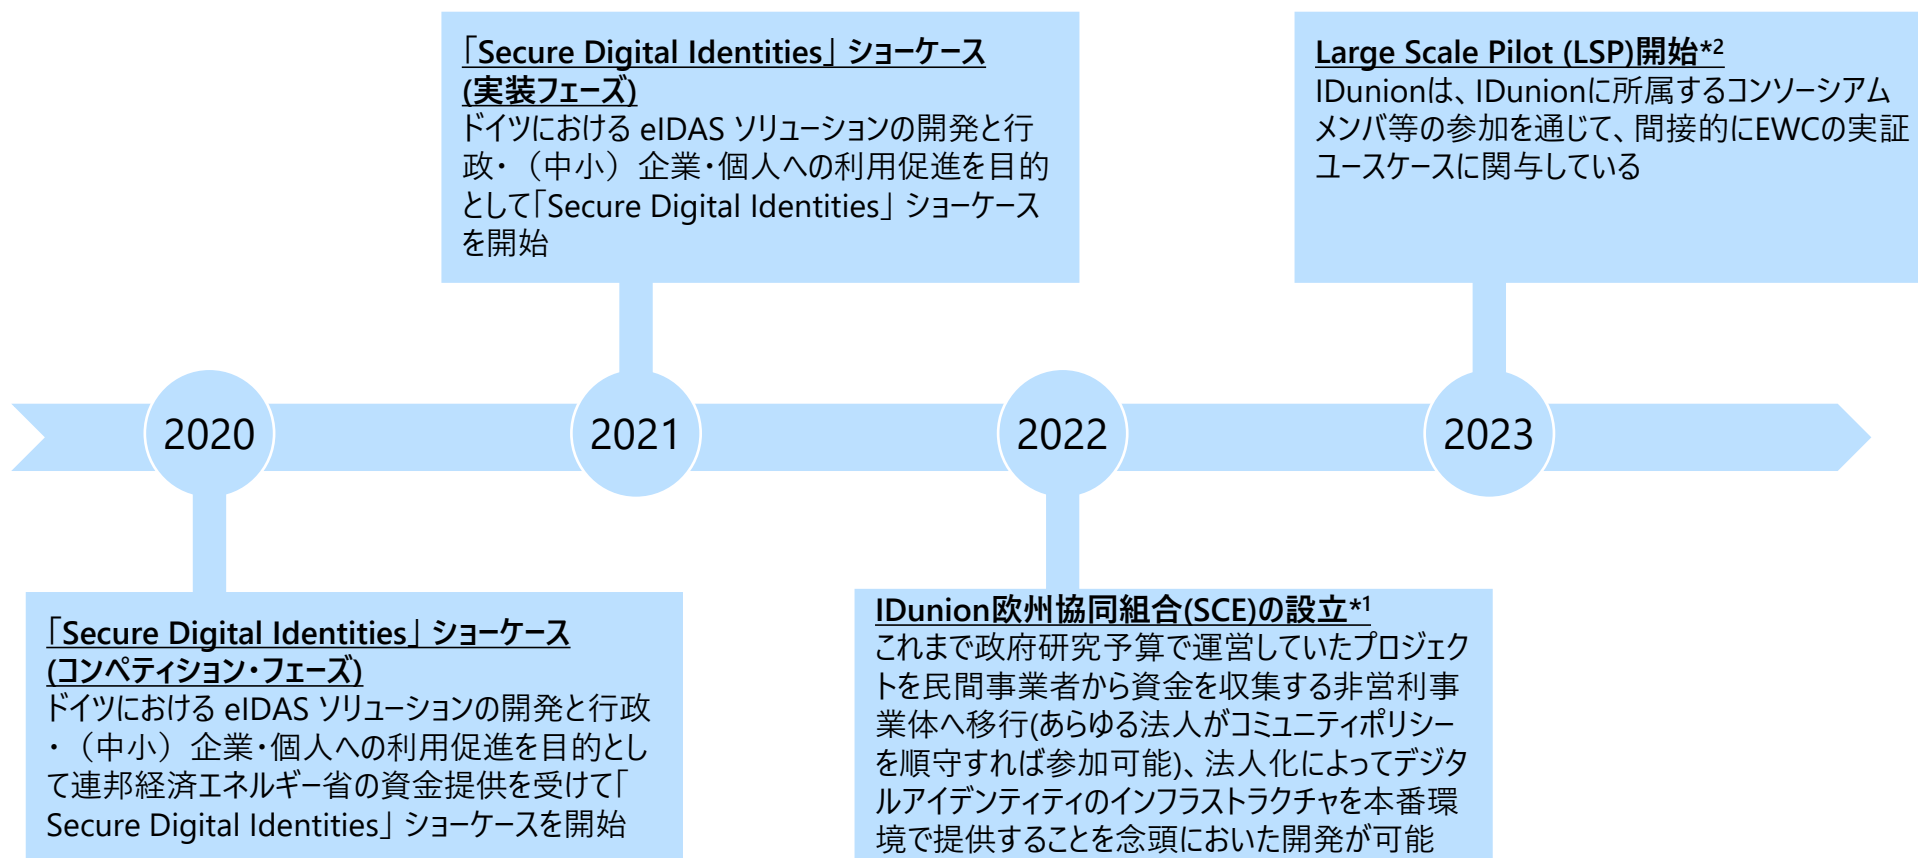 「Secure Digital Identities」 ショーケース
(実装フェーズ)
ドイツにおける eIDAS ソリューションの開発と行
政・（中小）企業・個人への利用促進を目的
として「Secure Digital Identities」 ショーケース
を開始
Large Scale Pilot (LSP)開始*2
IDunionは、IDunionに所属するコンソーシアム
メンバ等の参加を通じて、間接的にEWCの実証
ユースケースに関与している
2020
2021
2022
2023
「Secure Digital Identities」 ショーケース
(コンペティション・フェーズ)
ドイツにおける eIDAS ソリューションの開発と行政
・（中小）企業・個人への利用促進を目的とし
て連邦経済エネルギー省の資金提供を受けて「
Secure Digital Identities」 ショーケースを開始
IDunion欧州協同組合(SCE)の設立*1
これまで政府研究予算で運営していたプロジェク
トを民間事業者から資金を収集する非営利事
業体へ移行(あらゆる法人がコミュニティポリシー
を順守すれば参加可能)、法人化によってデジタ
ルアイデンティティのインフラストラクチャを本番環
境で提供することを念頭においた開発が可能